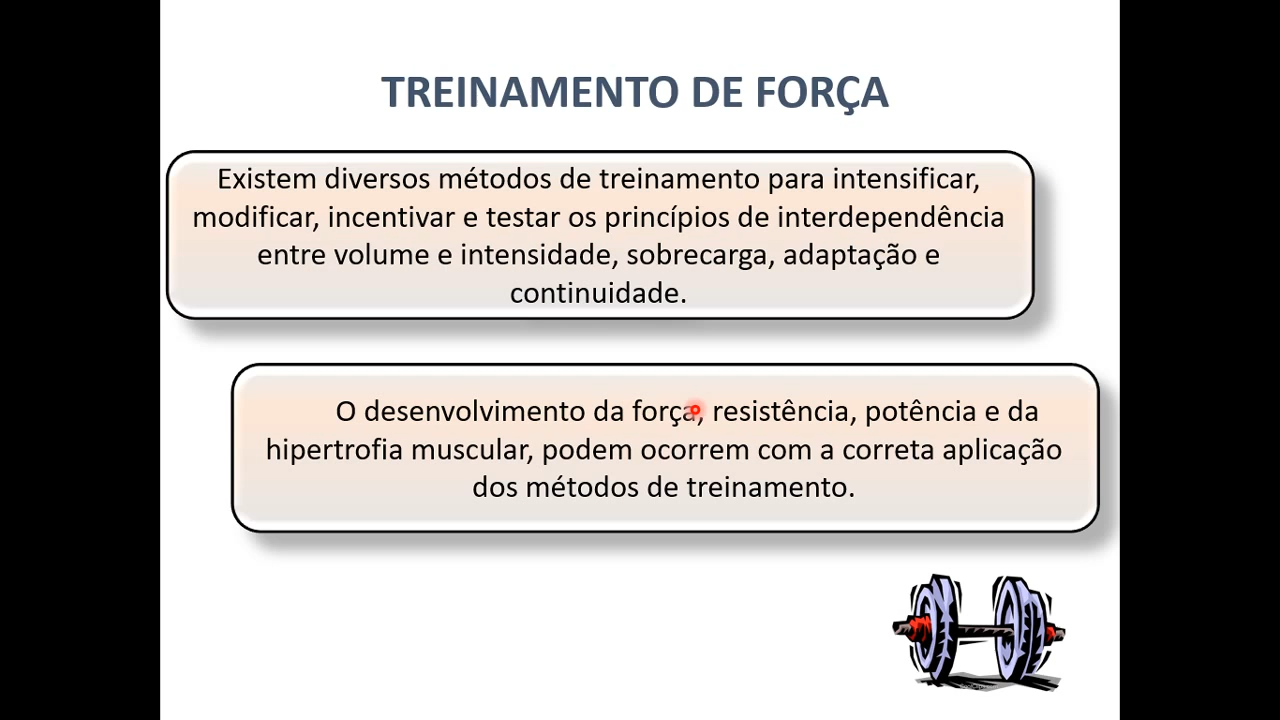 TREINAMENTO DE FORÇA
Existem diversos métodos de treinamento para intensificar,
modificar, incentivar e testar os princípios de interdependência
entre volume e intensidade, sobrecarga, adaptação e
continuidade.
O desenvolvimento da força, resistência, potência e da
hipertrofia muscular, podem ocorrem com a correta aplicação
dos métodos de treinamento.